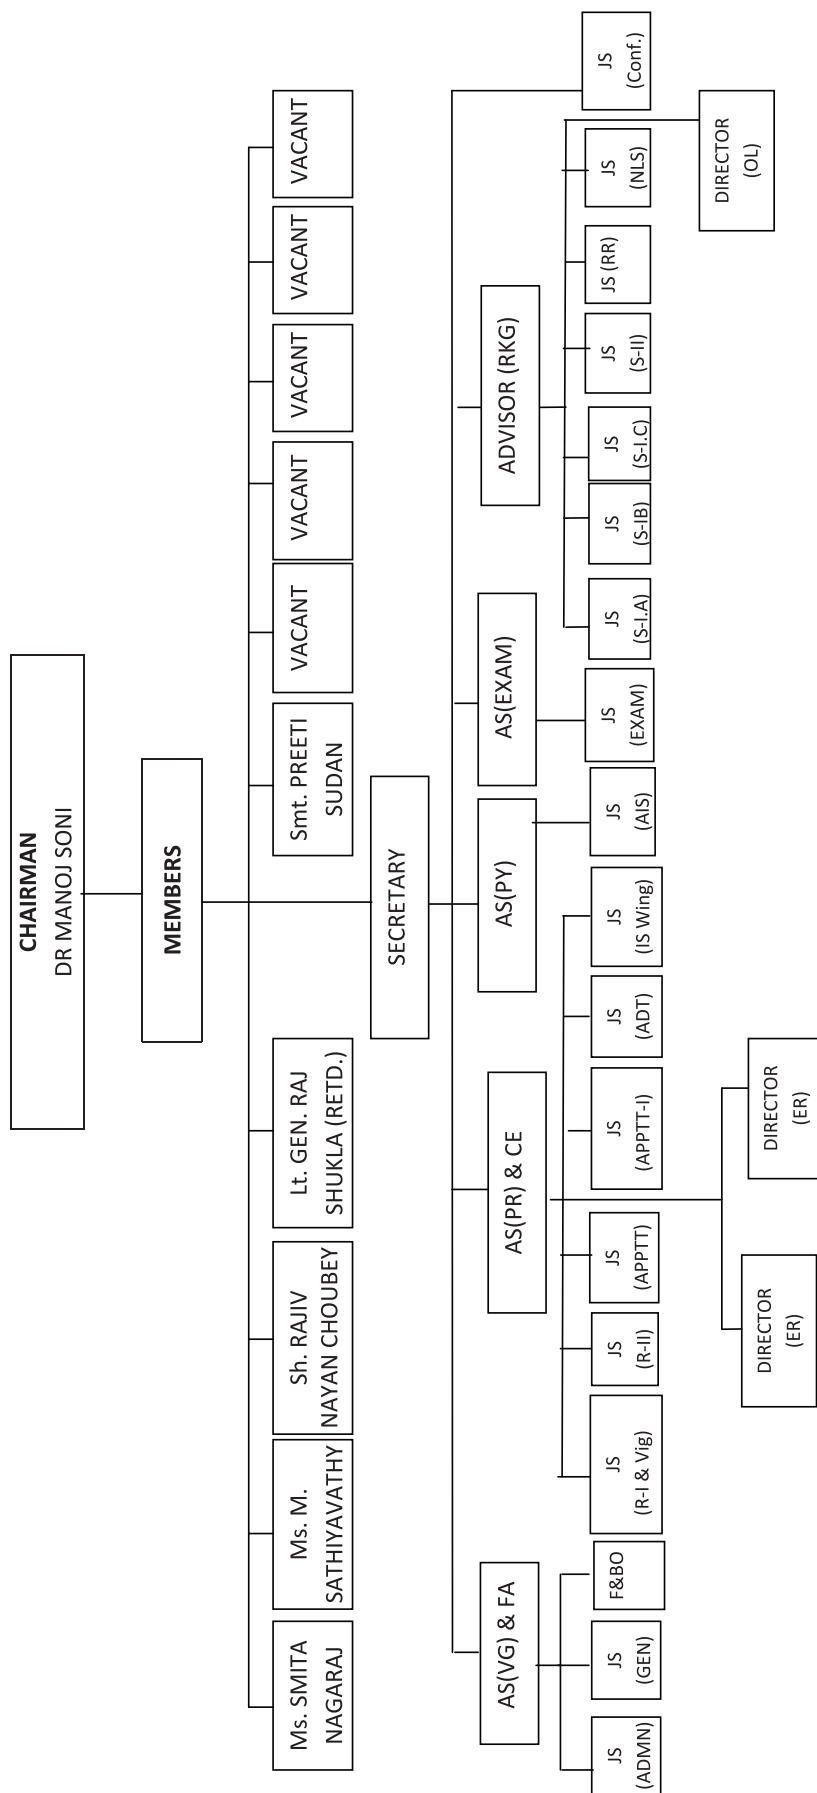 CHAIRMAN
DR MANOJ SONI
MEMBERS
Ms. SMITA
NAGARAJ
Ms. M.
SATHIYAVATHY
Sh. RAJIV
NAYAN CHOUBEY
Lt. GEN. RAJ
SHUKLA (RETD.)
Smt. PREETI
SUDAN
VACANT
VACANT
VACANT
VACANT
VACANT
SECRETARY
AS(VG) & FA
AS(PR) & CE
AS(PY)
AS(EXAM)
ADVISOR (RKG)
JS
(ADMN)
JS
(GEN)
F&BO
JS
(R-I & Vig)
JS
(R-II)
JS
(APPTT)
JS
(APPTT-I)
JS
(ADT)
JS
(IS Wing)
JS
(AIS)
JS
(EXAM)
JS
(S-I.A)
JS
(S-IB)
JS
(S-I.C)
JS
(S-II)
JS (RR)
JS
(NLS)
JS
(Conf.)
DIRECTOR
(ER)
DIRECTOR
(ER)
DIRECTOR
(OL)